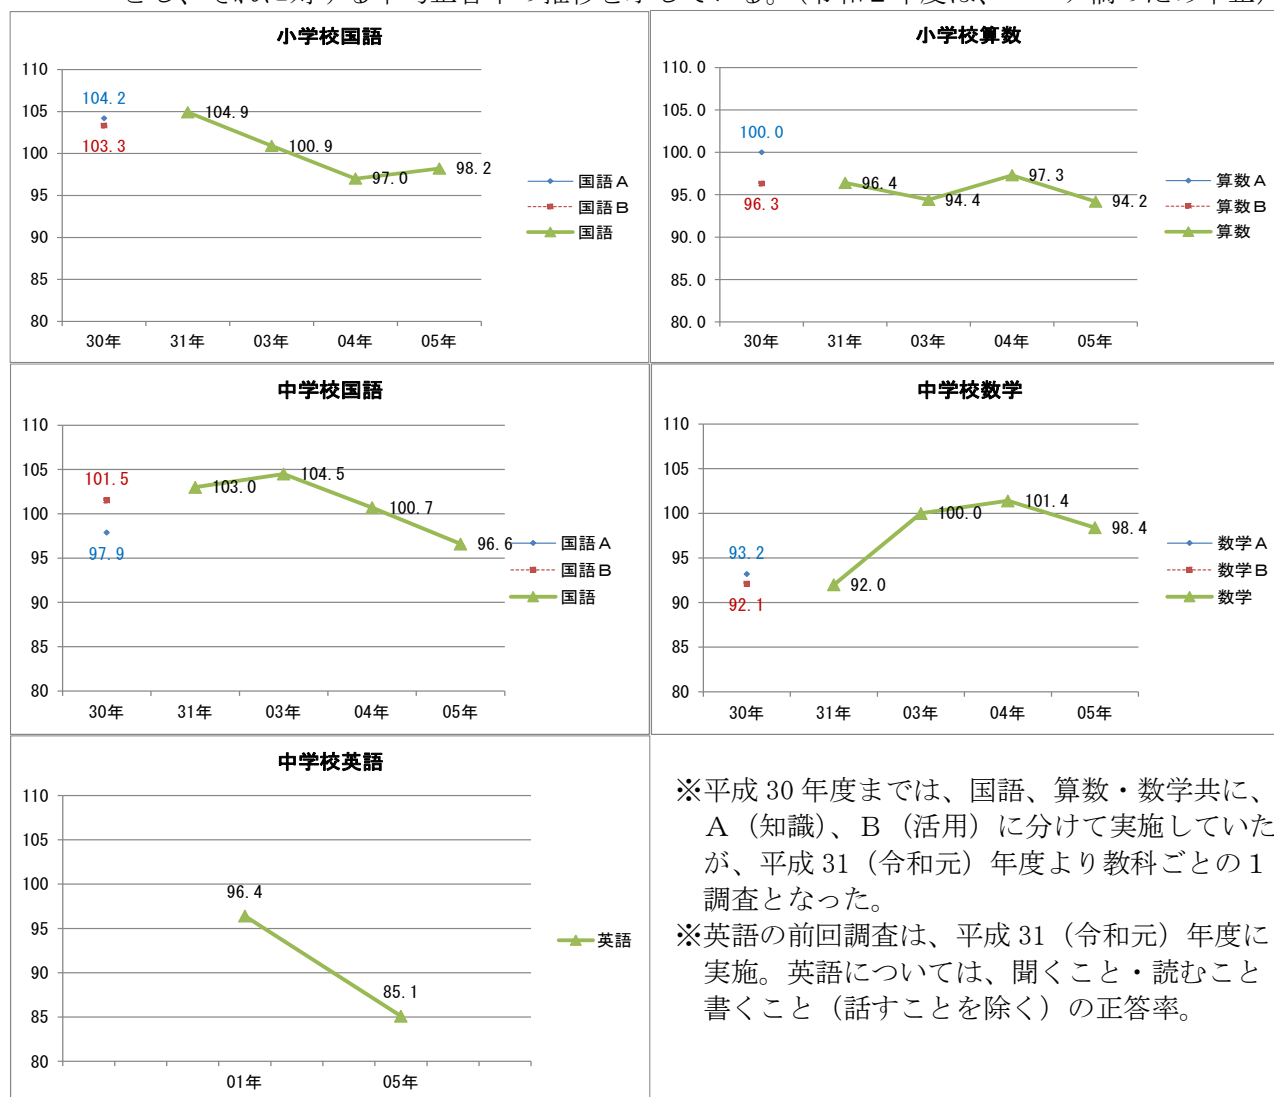 小学校国語
110
105
100
95
90
85
80
104.2
103.3
104.9
100.9
97.0
98.2
30年 31年 03年 04年 05年
国語A
国語B
国語
小学校算数
110.0
105.0
100.0
95.0
90.0
85.0
80.0
100.0
96.3
96.4
94.4
97.3
94.2
30年 31年 03年 04年 05年
算数A
算数B
算数
中学校国語
110
105
100
95
90
85
80
101.5
97.9
103.0
104.5
100.7
96.6
30年 31年 03年 04年 05年
国語A
国語B
国語
中学校数学
110
105
100
95
90
85
80
93.2
92.1
92.0
100.0
101.4
98.4
30年 31年 03年 04年 05年
数学A
数学B
数学
中学校英語
110
105
100
95
90
85
80
96.4
85.1
01年 05年
英語
※平成 30 年度までは、国語、算数・数学共に、
A（知識）、B（活用）に分けて実施していた
が、平成 31（令和元）年度より教科ごとの１
調査となった。
※英語の前回調査は、平成 31（令和元）年度に
実施。英語については、聞くこと・読むこと
書くこと（話すことを除く）の正答率。